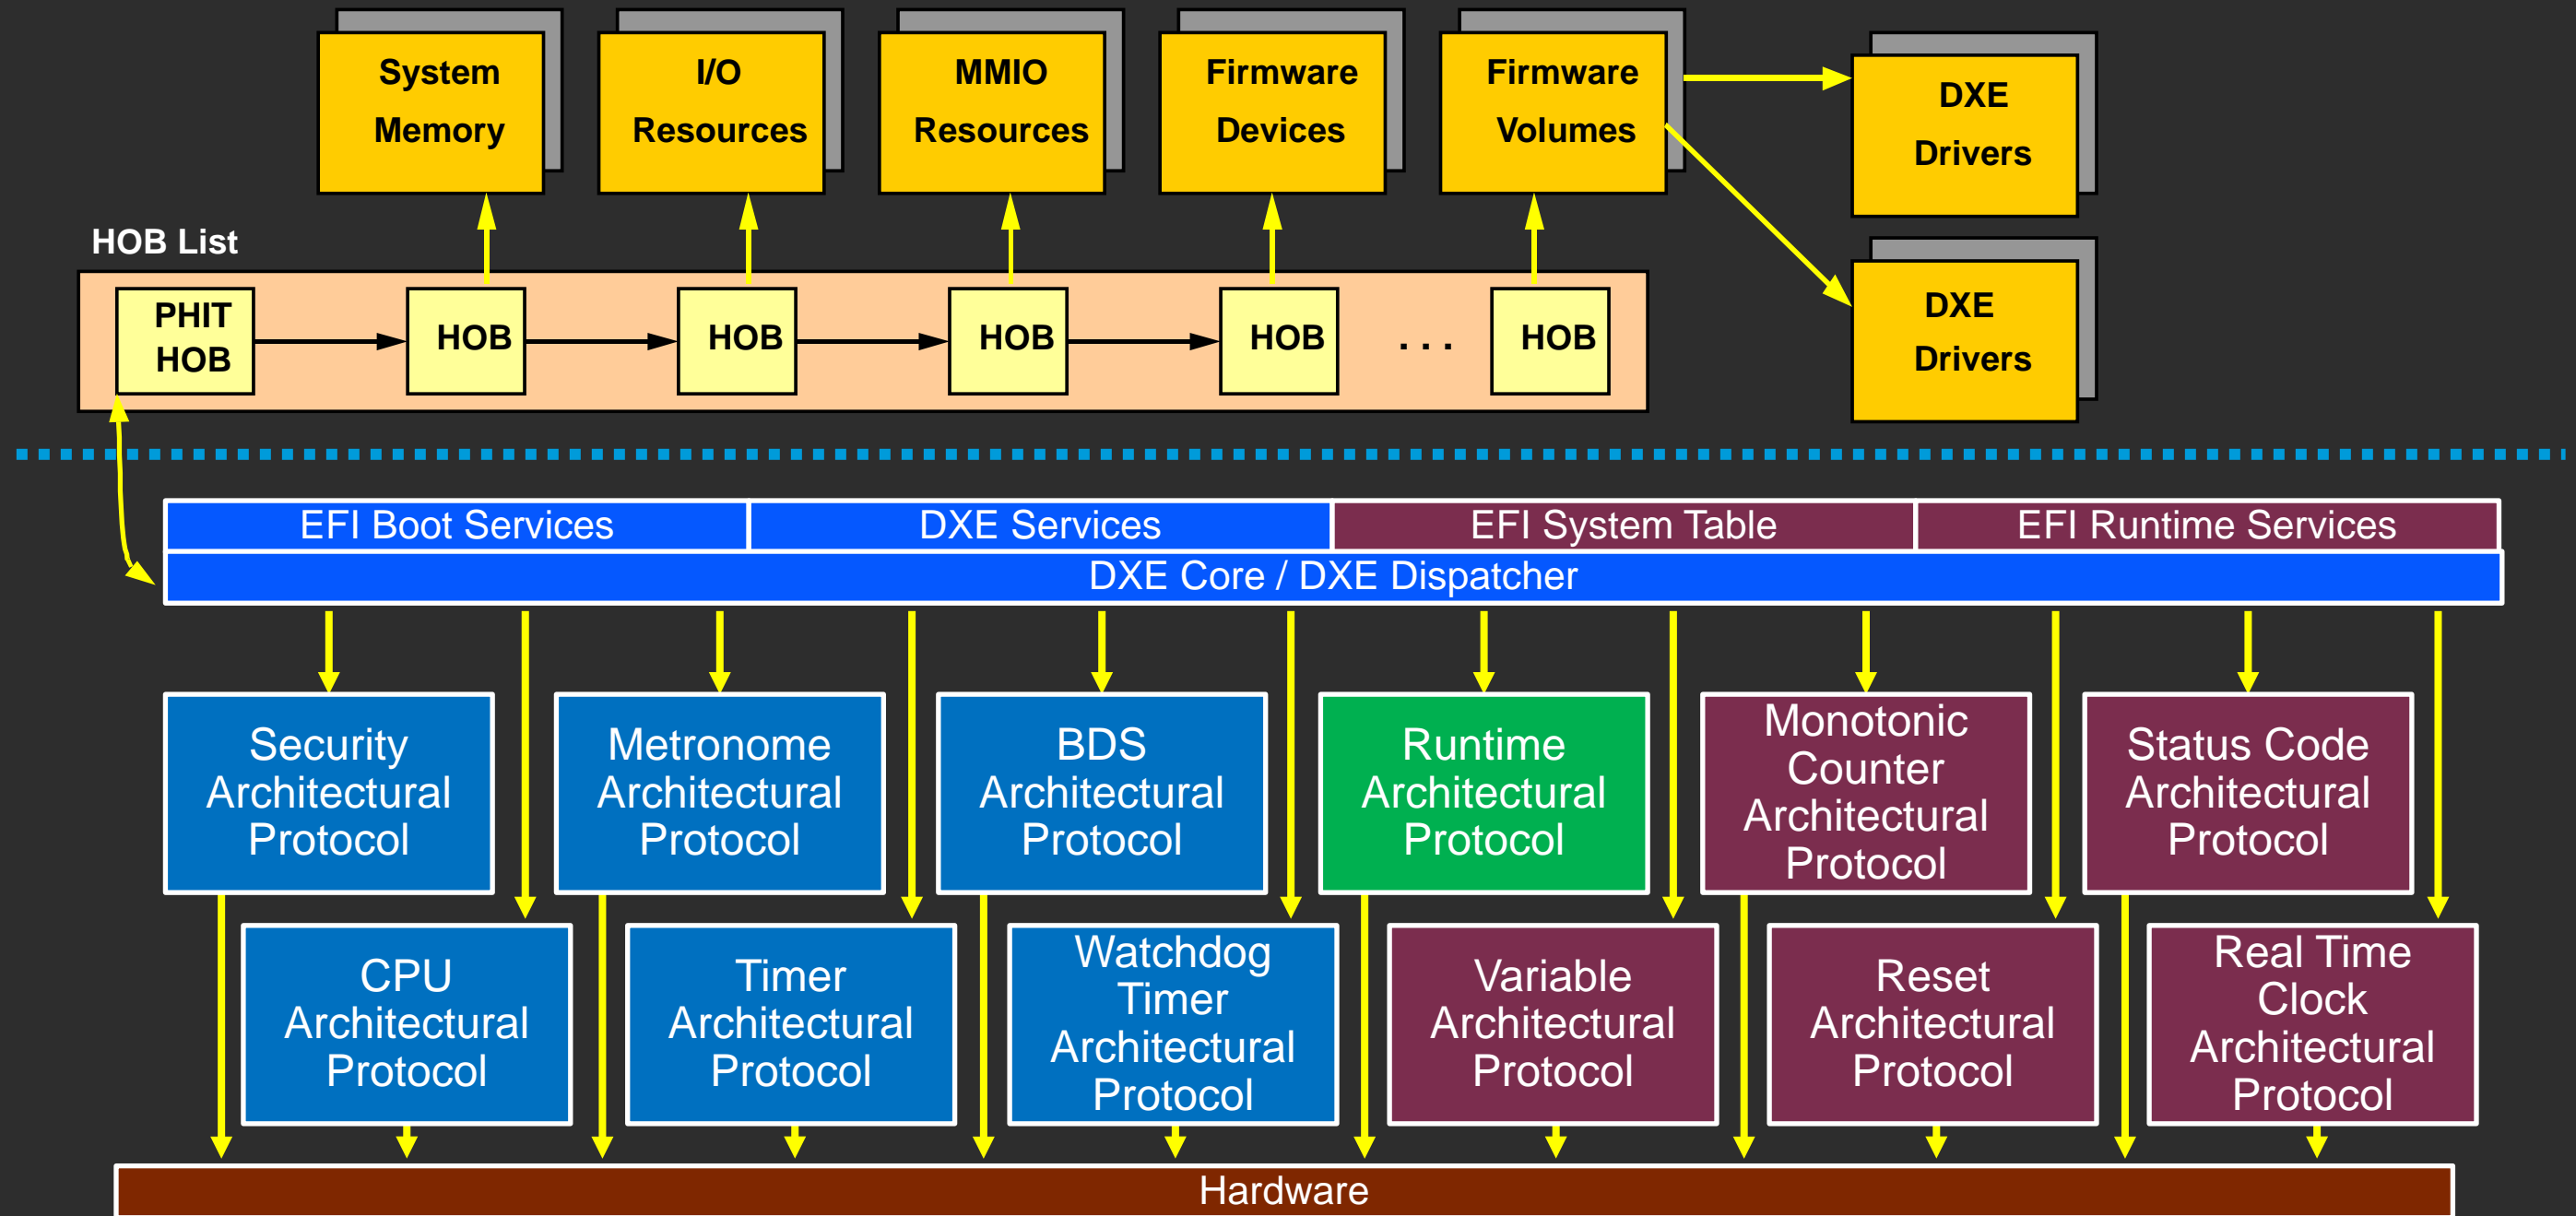 System
Memory
I/O
Resources
MMIO
Resources
Firmware
Devices
Firmware
Volumes
DXE
Drivers
DXE
Drivers
HOB List
PHIT
HOB
HOB
HOB
HOB
HOB
. . .
HOB
EFI Boot Services
DXE Services
EFI System Table
EFI Runtime Services
DXE Core / DXE Dispatcher
Security
Architectural
Protocol
Metronome
Architectural
Protocol
BDS
Architectural
Protocol
Runtime
Architectural
Protocol
Monotonic
Counter
Architectural
Protocol
Status Code
Architectural
Protocol
CPU
Architectural
Protocol
Timer
Architectural
Protocol
Watchdog
Timer
Architectural
Protocol
Variable
Architectural
Protocol
Reset
Architectural
Protocol
Real Time
Clock
Architectural
Protocol
Hardware